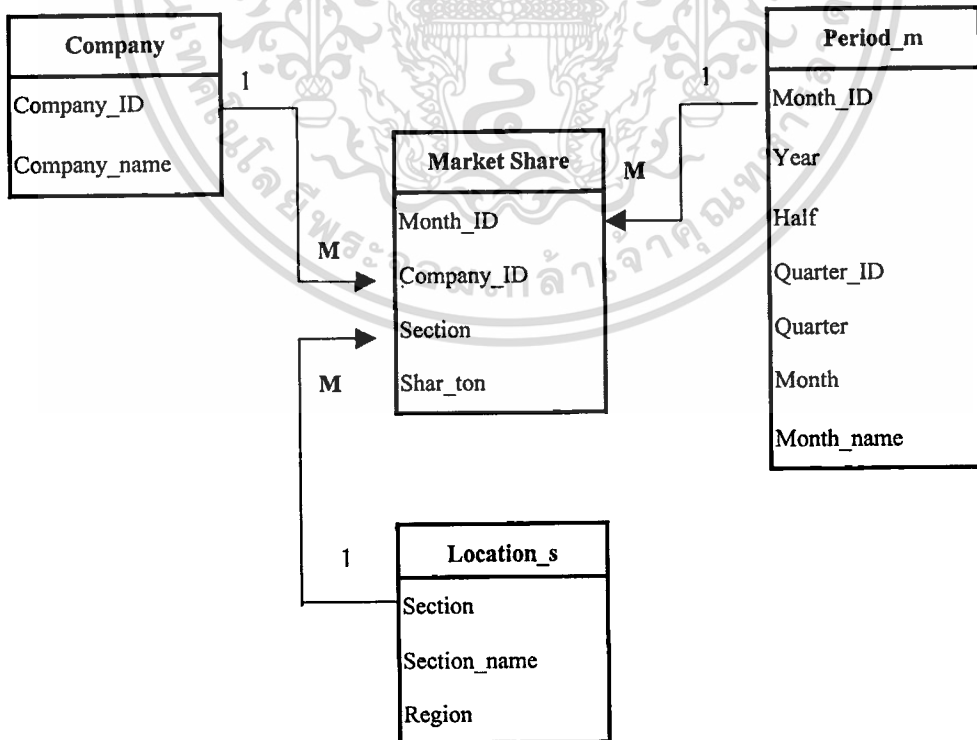 Company
Company_ID
Company_name
1
M
Market Share
Month_ID
Company_ID
Section
Shar_ton
1
M
Period_m
Month_ID
Year
Half
Quarter_ID
Quarter
Month
Month_name
M
1
Location_s
Section
Section_name
Region